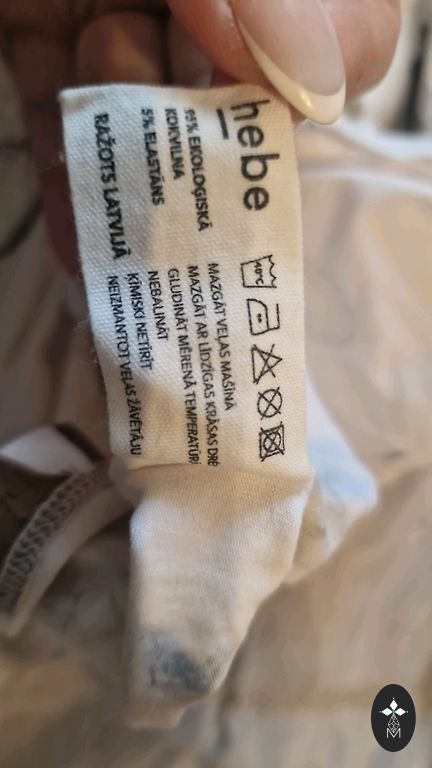 hebe
95% EKOLOĢISKĀ
KOKVILNA
5% ELASTĀNS
RAŽOTS LATVIJĀ
40°C
MAZGĀT VEĻAS MAŠĪNĀ
MAZGĀT AR LĪDZĪGAS KRĀSAS DRĒ
GLUDINĀT MĒRENĀ TEMPERATŪRĀ
NEBALINĀT
ĶĪMISKI NETĪRĪT
NEIZMANTOT VEĻAS ŽĀVĒTĀJU
M